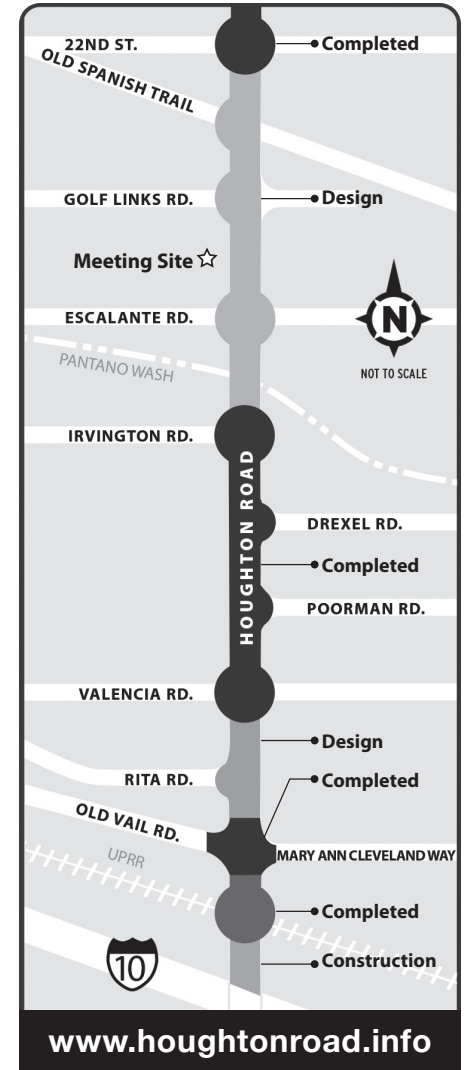 22ND ST.
Completed
OLD SPANISH TRAIL
GOLF LINKS RD.
Design
Meeting Site
ESCALANTE RD.
N
NOT TO SCALE
PANTANO WASH
IRVINGTON RD.
HOUGHTON ROAD
DREXEL RD.
Completed
POORMAN RD.
VALENCIA RD.
Design
RITA RD.
Completed
OLD VAIL RD.
MARY ANN CLEVELAND WAY
UPRR
Completed
10
Construction
www.houghtonroad.info